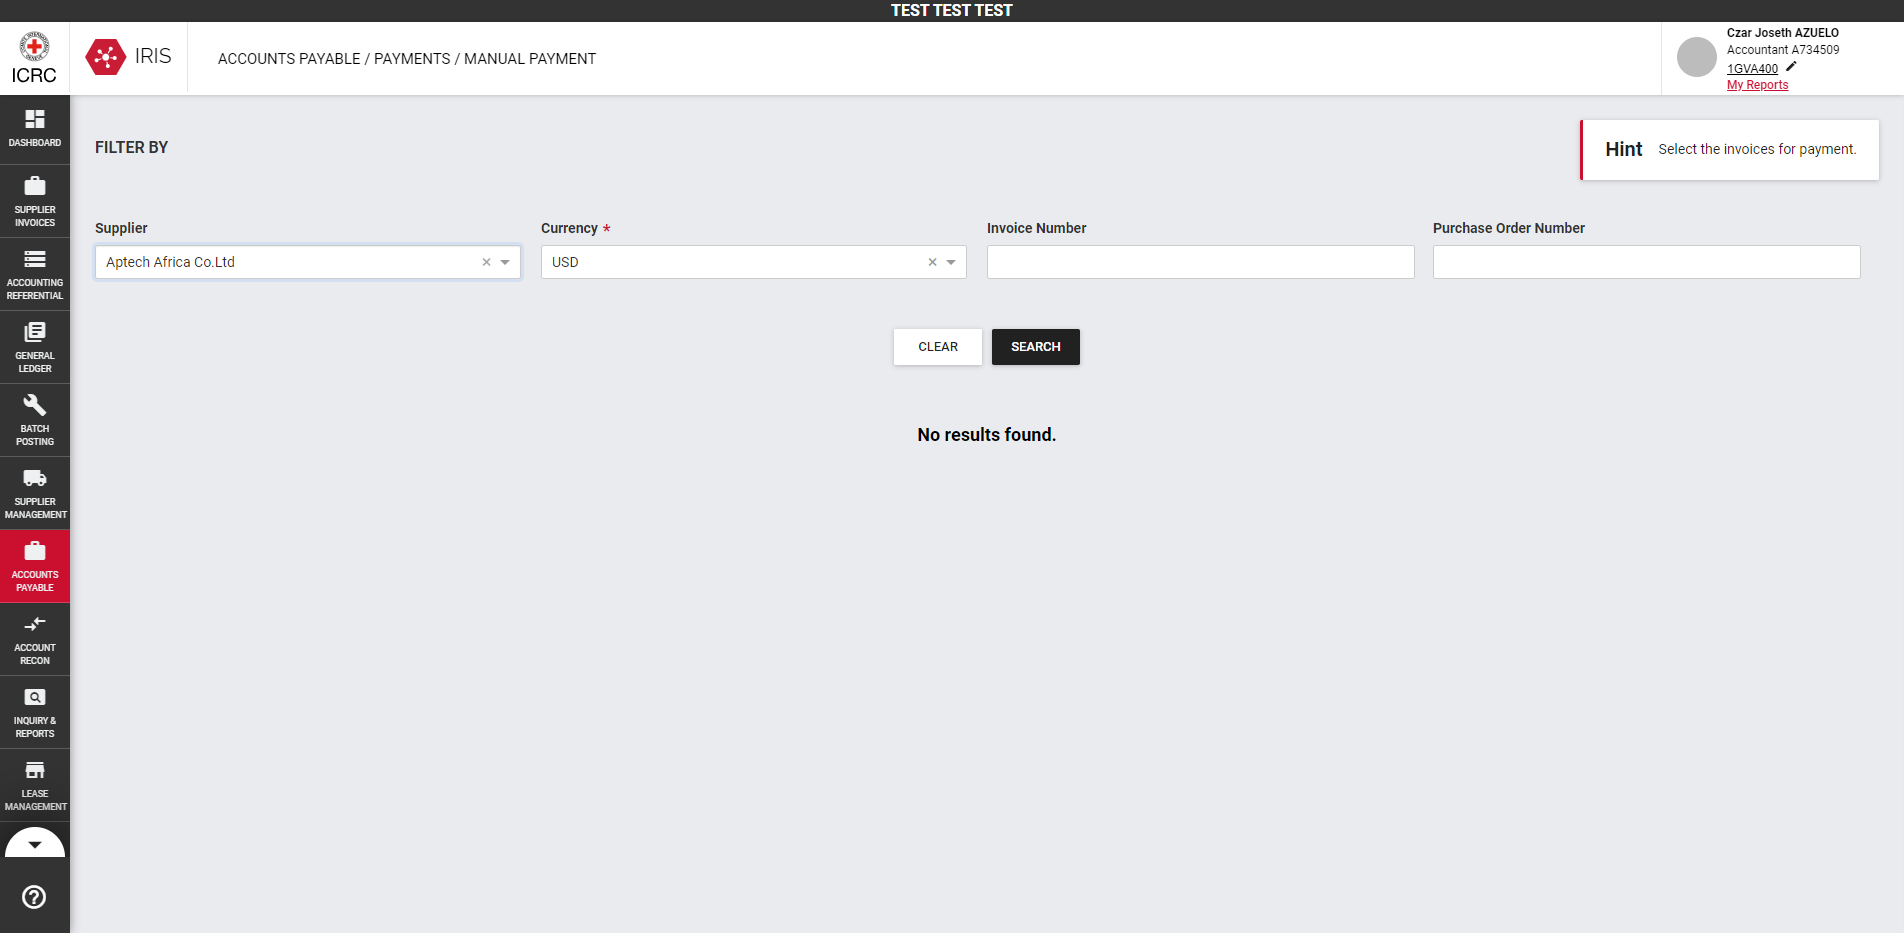 TEST TEST TEST
ICRC
IRIS
ACCOUNTS PAYABLE / PAYMENTS / MANUAL PAYMENT
Czar Joseth AZUELO
Accountant A734509
1GVA400
My Reports
DASHBOARD
SUPPLIER
INVOICES
ACCOUNTING
REFERENTIAL
GENERAL
LEDGER
BATCH
POSTING
SUPPLIER
MANAGEMENT
ACCOUNTS
PAYABLE
ACCOUNT
RECON
INQUIRY &
REPORTS
LEASE
MANAGEMENT
FILTER BY
Hint Select the invoices for payment.
Supplier
Currency *
Invoice Number
Purchase Order Number
Aptech Africa Co.Ltd
USD
CLEAR
SEARCH
No results found.